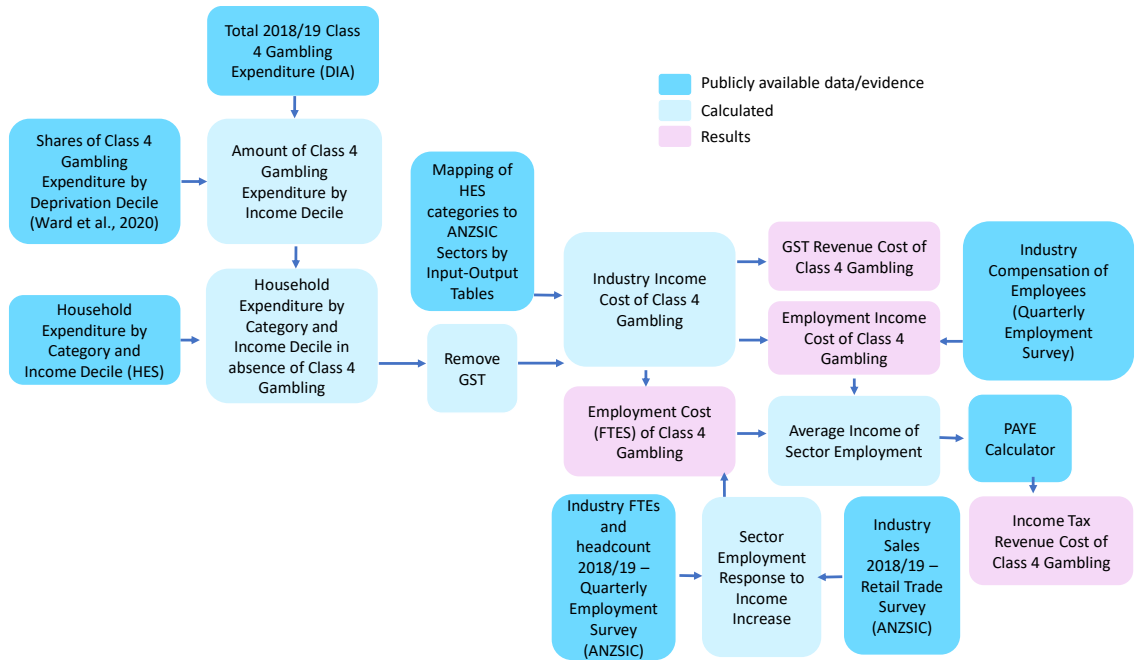 Total 2018/19 Class
4 Gambling
Expenditure (DIA)
Publicly available data/evidence
Calculated
Results
Shares of Class 4
Gambling
Expenditure by
Deprivation Decile
(Ward et al., 2020)
Amount of Class 4
Gambling
Expenditure by
Income Decile
Mapping of
HES
categories to
ANZSIC
Sectors by
Input-Output
Tables
Industry Income
Cost of Class 4
Gambling
GST Revenue Cost of
Class 4 Gambling
Industry
Compensation of
Employees
(Quarterly
Employment
Survey)
Household
Expenditure by
Category and
Income Decile (HES)
Household
Expenditure by
Category and
Income Decile in
absence of Class 4
Gambling
Remove
GST
Employment Income
Cost of Class 4
Gambling
Employment Cost
(FTES) of Class 4
Gambling
Average Income of
Sector Employment
PAYE
Calculator
Industry FTEs
and
headcount
2018/19 –
Quarterly
Employment
Survey
(ANZSIC)
Sector
Employment
Response to
Income
Increase
Industry
Sales
2018/19 –
Retail Trade
Survey
(ANZSIC)
Income Tax
Revenue Cost of
Class 4 Gambling